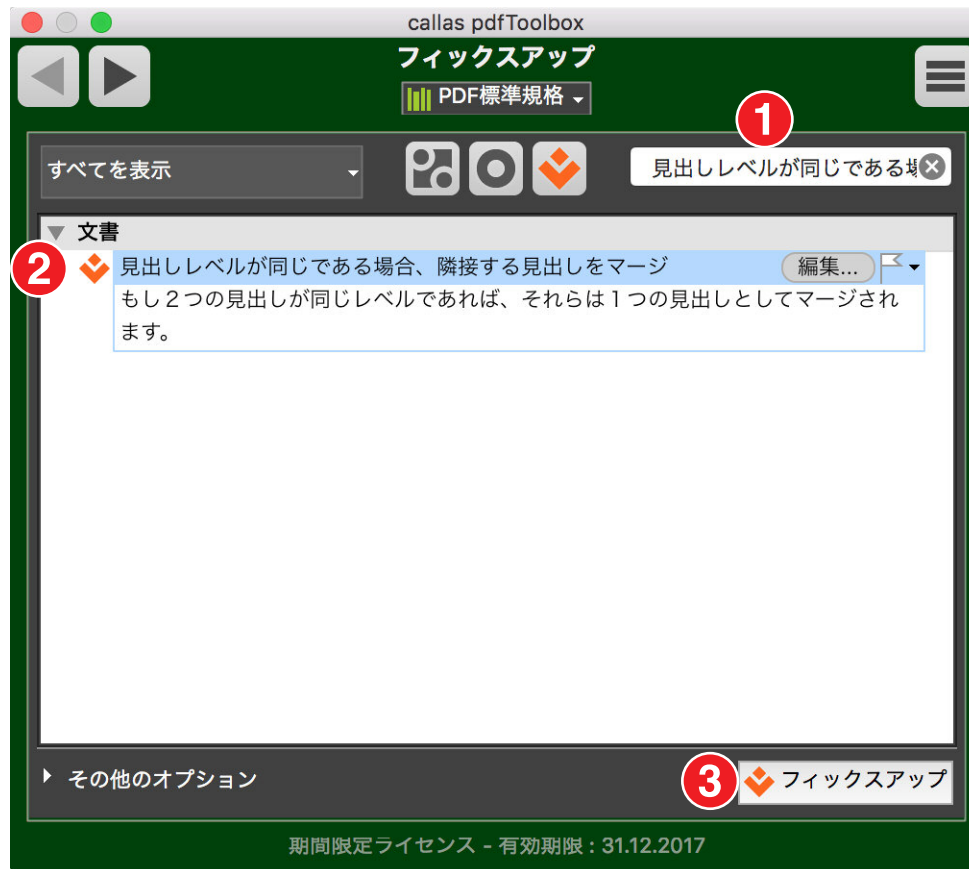 callas pdfToolbox
フィックスアップ
PDF標準規格
1
すべてを表示
見出しレベルが同じである
文書
2
見出しレベルが同じである場合、隣接する見出しをマージ
編集...
もし２つの見出しが同じレベルであれば、それらは１つの見出しとしてマージされ
ます。
その他のオプション
3
フィックスアップ
期間限定ライセンス - 有効期限 : 31.12.2017